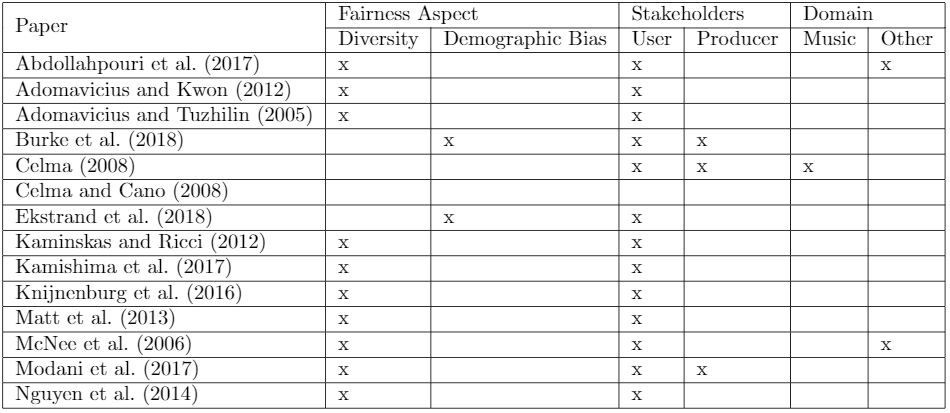 Paper Fairness Aspect Stakeholders Domain
Diversity Demographic Bias User Producer Music Other
Abdollahpouri et al. (2017) x x x
Adomavicius and Kwon (2012) x x
Adomavicius and Tuzhilin (2005) x x
Burke et al. (2018) x x x
Celma (2008) x x x
Celma and Cano (2008)
Ekstrand et al. (2018) x x
Kaminskas and Ricci (2012) x x
Kamishima et al. (2017) x x
Knijnenburg et al. (2016) x x
Matt et al. (2013) x x
McNee et al. (2006) x x x
Modani et al. (2017) x x x
Nguyen et al. (2014) x x